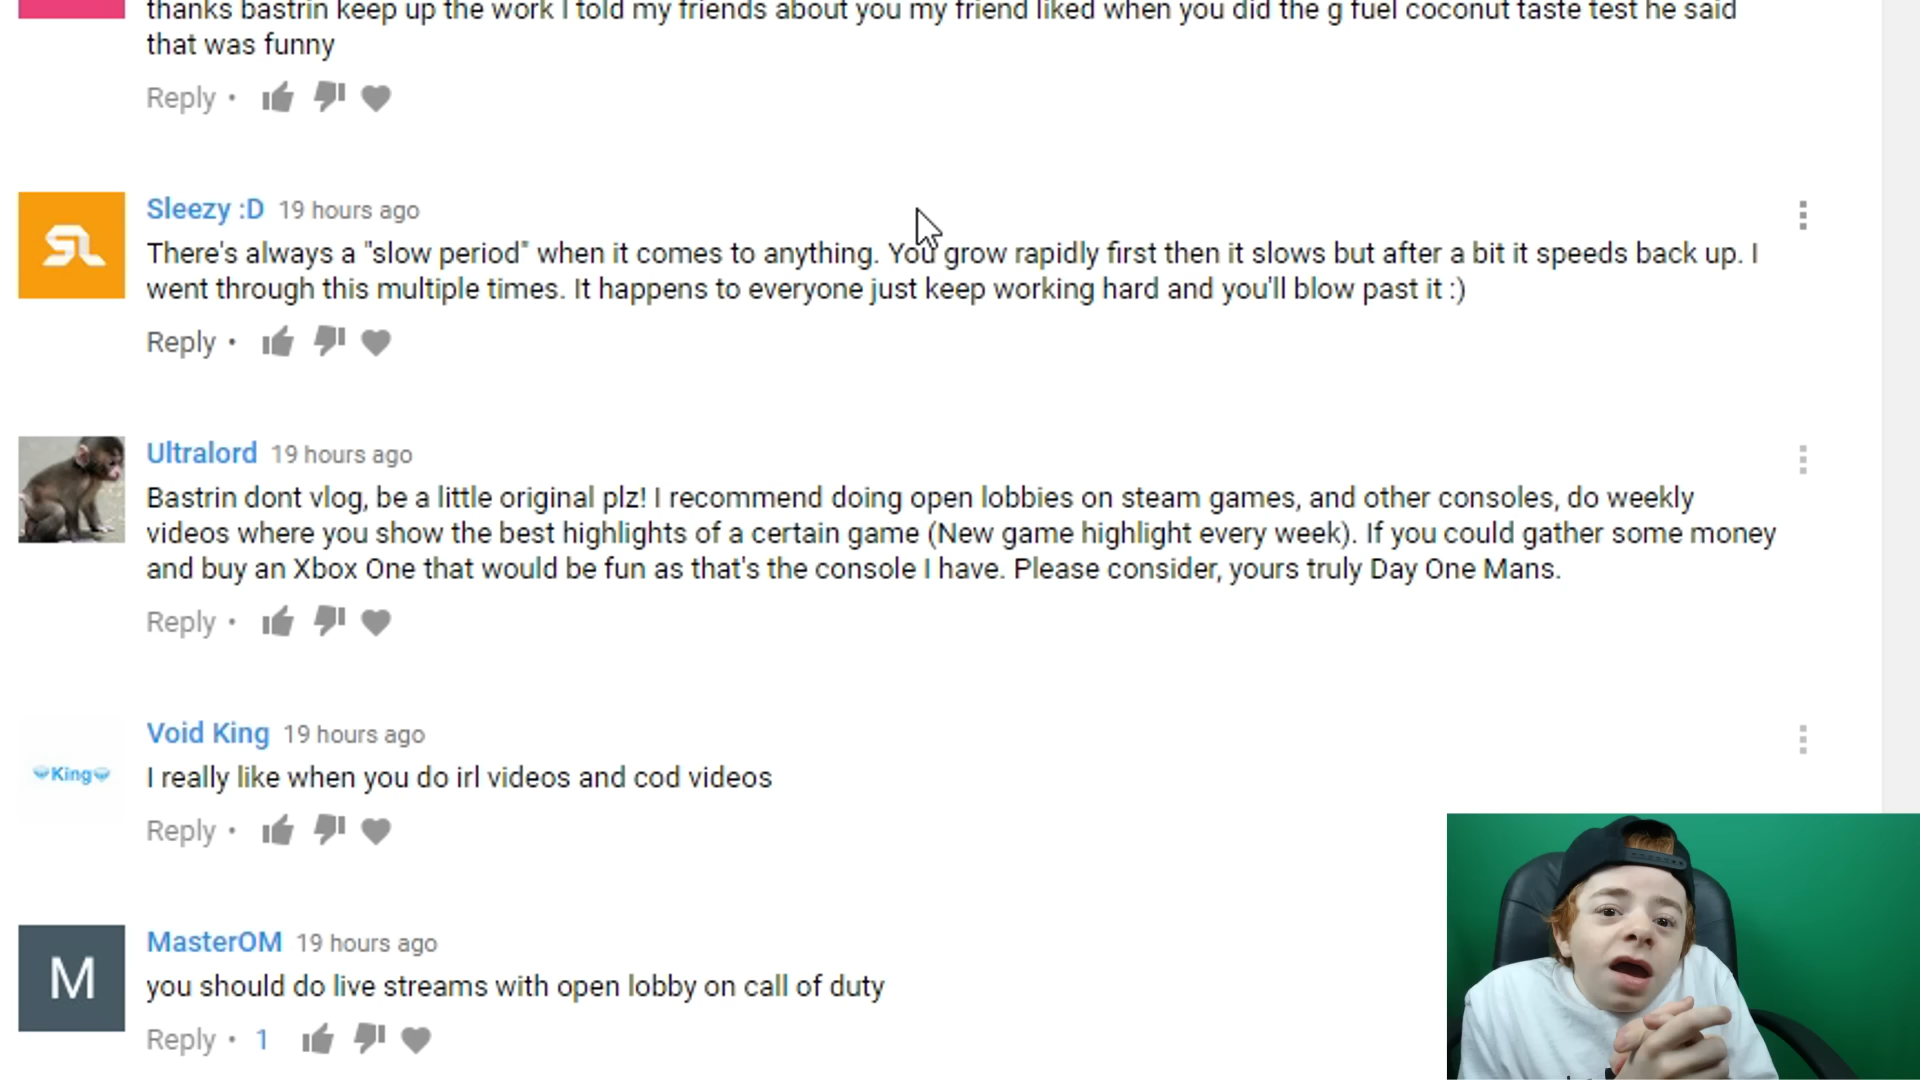 thanks bastrin keep up the work I told my friends about you my friend liked when you did the g fuel coconut taste test he said
that was funny
Reply •
SL
Sleezy :D 19 hours ago
There's always a "slow period" when it comes to anything. You grow rapidly first then it slows but after a bit it speeds back up. I
went through this multiple times. It happens to everyone just keep working hard and you'll blow past it :)
Reply •
Ultralord 19 hours ago
Bastrin dont vlog, be a little original plz! I recommend doing open lobbies on steam games, and other consoles, do weekly
videos where you show the best highlights of a certain game (New game highlight every week). If you could gather some money
and buy an Xbox One that would be fun as that's the console I have. Please consider, yours truly Day One Mans.
Reply •
Void King 19 hours ago
King
I really like when you do irl videos and cod videos
Reply •
MasterOM 19 hours ago
M
you should do live streams with open lobby on call of duty
Reply • 1